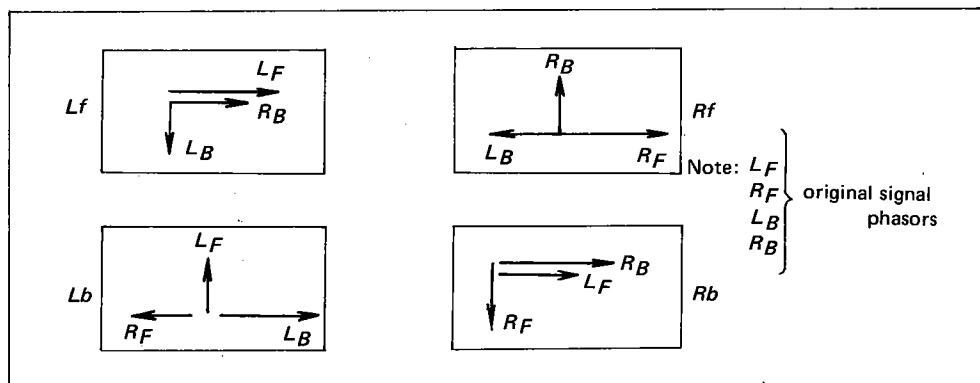 Lf
L_F
R_B
L_B
R_B
L_B
R_F
Rf
Note: L_F
R_F
L_B
R_B
original signal
phasors
Lb
L_F
R_F
L_B
R_B
L_F
R_F
Rb